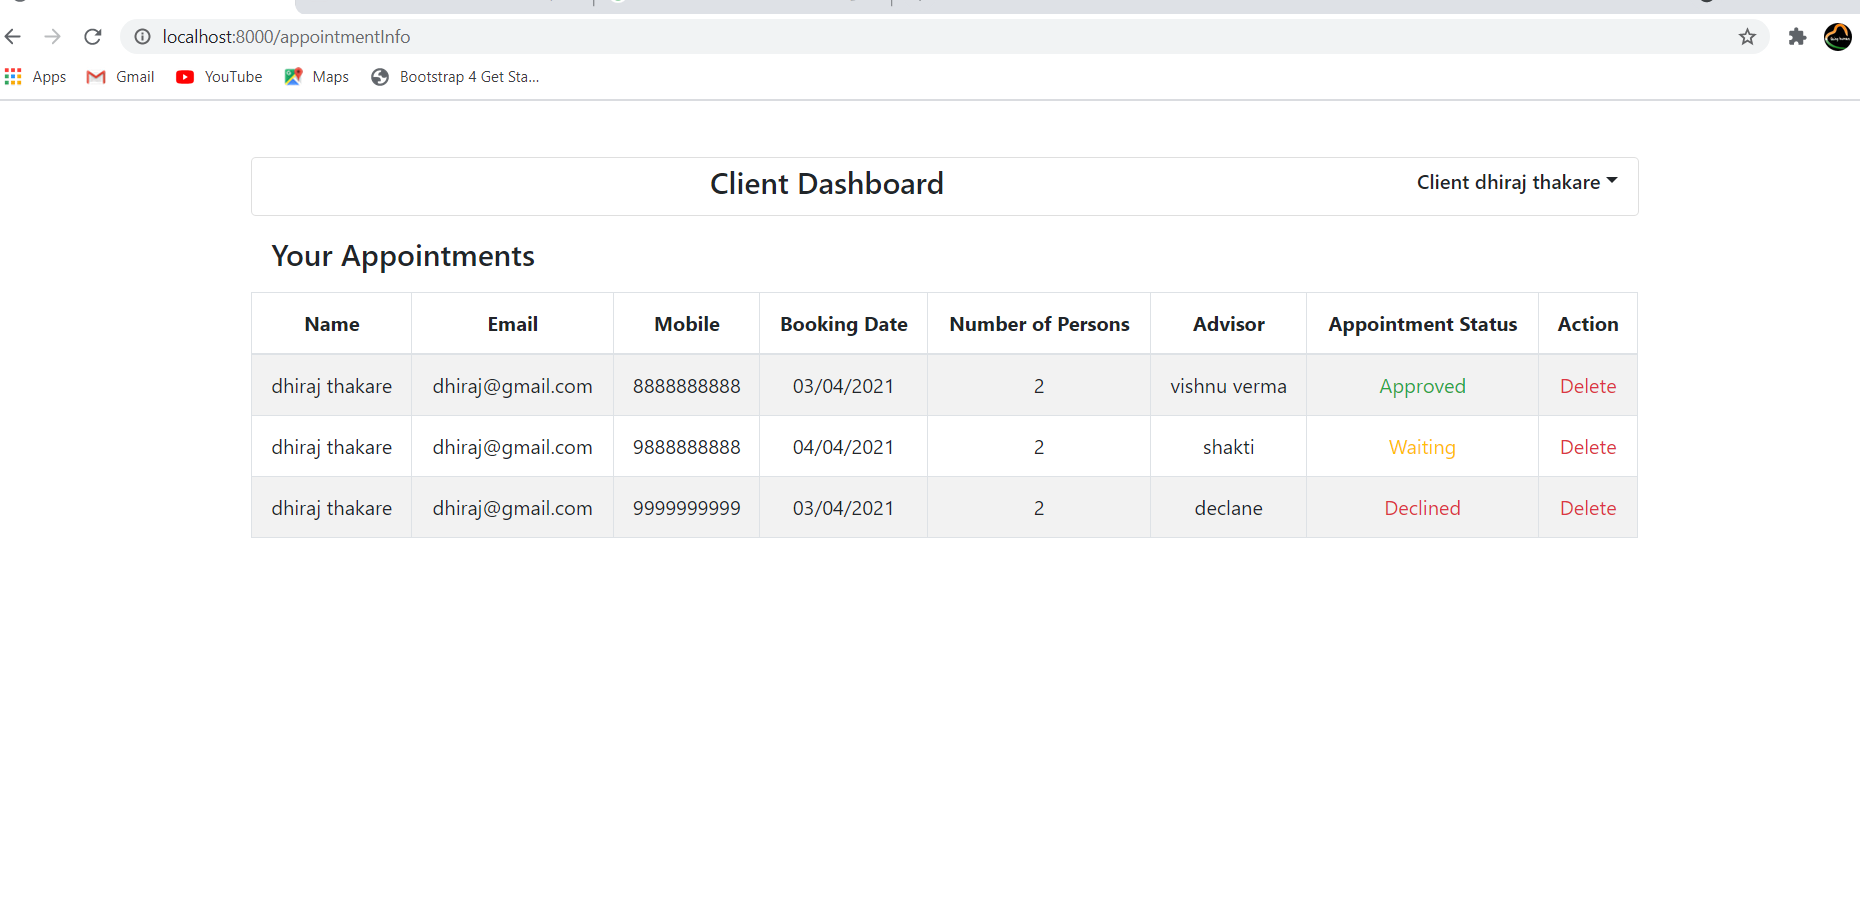 localhost:8000/appointmentInfo
Apps Gmail YouTube Maps Bootstrap 4 Get Sta...
Client Dashboard Client dhiraj thakare
Your Appointments
Name Email Mobile Booking Date Number of Persons Advisor Appointment Status Action
dhiraj thakare dhiraj@gmail.com 8888888888 03/04/2021 2 vishnu verma Approved Delete
dhiraj thakare dhiraj@gmail.com 9888888888 04/04/2021 2 shakti Waiting Delete
dhiraj thakare dhiraj@gmail.com 9999999999 03/04/2021 2 declane Declined Delete